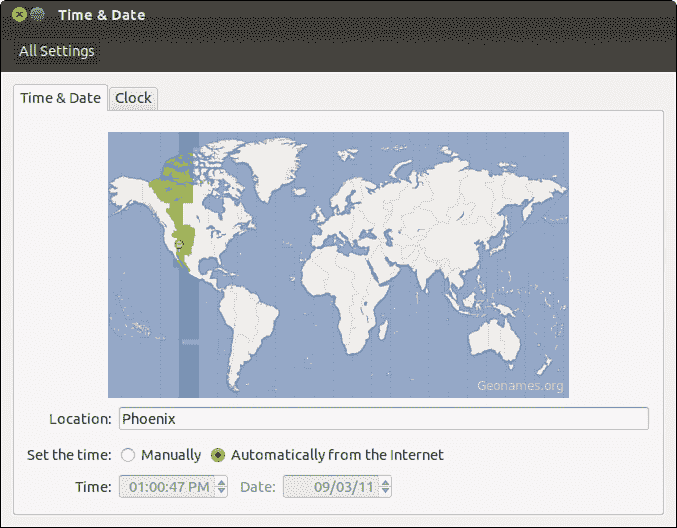 Time & Date
All Settings
Time & Date
Clock
Geonames.org
Location: Phoenix
Set the time: Manually Automatically from the Internet
Time: 01:00:47 PM Date: 09/03/11